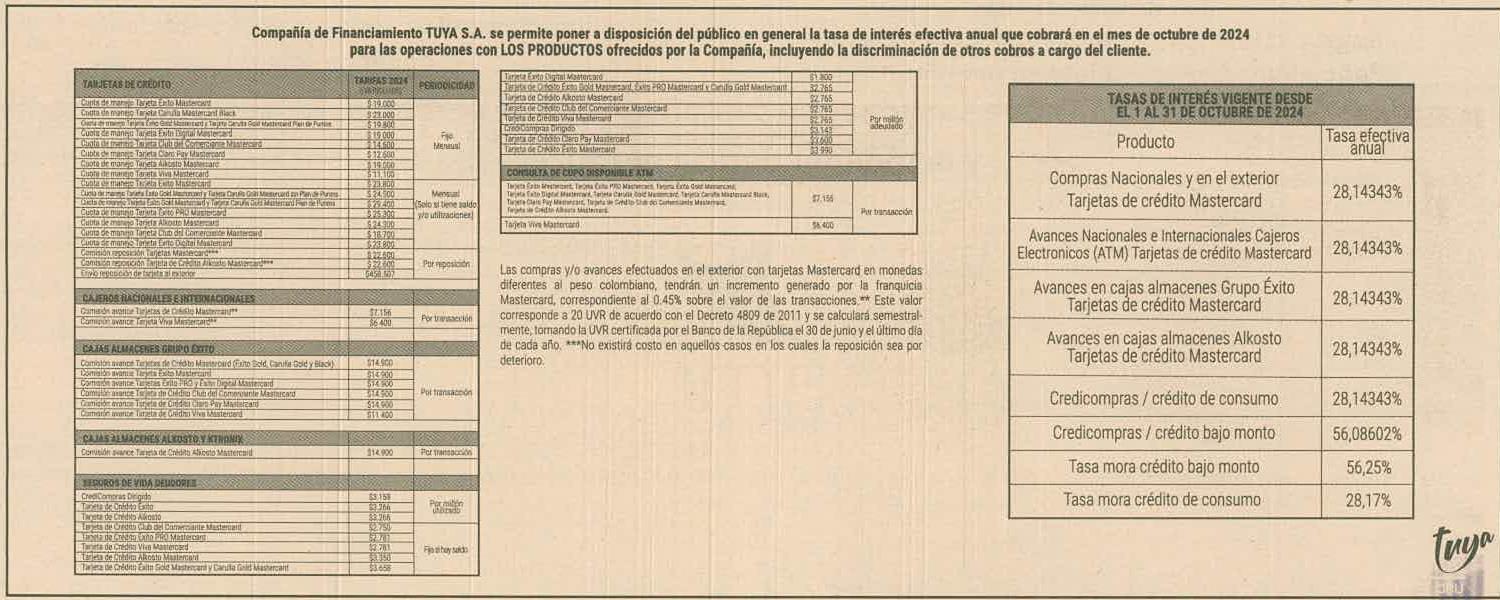 Compañía de Financiamiento TUYA S.A. se permite poner a disposición del público en general la tasa de interés efectiva anual que cobrará en el mes de octubre de 2024
para las operaciones con LOS PRODUCTOS ofrecidos por la Compañía, incluyendo la discriminación de otros cobros a cargo del cliente.
TARJETAS DE CRÉDITO TARIFAS 2024 PERIODICIDAD
Cuota de manejo Tarjeta Éxito Mastercard $ 19.000
Cuota de manejo Tarjeta Carulla Mastercard Black $ 23.000
Cuota de manejo Tarjeta Éxito Gold Mastercard y Tarjeta Carulla Gold Mastercard Plan de Puntos $ 19.800
Cuota de manejo Tarjeta Éxito Digital Mastercard $ 19.000
Cuota de manejo Tarjeta Club del Comerciante Mastercard $ 14.500
Cuota de manejo Tarjeta Claro Pay Mastercard $ 12.600
Cuota de manejo Tarjeta Alkosto Mastercard $ 19.000
Cuota de manejo Tarjeta Viva Mastercard $ 11.100
Fijo
Mensual
Cuota de manejo Tarjeta Éxito Mastercard $ 23.800
Cuota de manejo Tarjeta Éxito Gold Mastercard y Tarjeta Carulla Gold Mastercard sin Plan de Puntos $ 24.500
Cuota de manejo Tarjeta Éxito Gold Mastercard y Tarjeta Carulla Gold Mastercard Plan de Puntos $ 29.400
Cuota de manejo Tarjeta Éxito PRO Mastercard $ 25.300
Cuota de manejo Tarjeta Alkosto Mastercard $ 24.300
Cuota de manejo Tarjeta Club del Comerciante Mastercard $ 18.700
Cuota de manejo Tarjeta Éxito Digital Mastercard $ 23.800
Mensual
(Solo si tiene saldo
y/o utilizaciones)
Comisión reposición Tarjetas Mastercard*** $ 22.600
Comisión reposición Tarjeta de Crédito Alkosto Mastercard*** $ 22.600
Envío reposición de tarjeta al exterior $458.507
Por reposición
CAJEROS NACIONALES E INTERNACIONALES
Comisión avance Tarjetas de Crédito Mastercard** $7.156
Comisión avance Tarjeta Viva Mastercard** $6.400
Por transacción
CAJAS ALMACENES GRUPO ÉXITO
Comisión avance Tarjetas de Crédito Mastercard (Éxito Gold, Carulla Gold y Black) $14.900
Comisión avance Tarjeta Éxito Mastercard $14.900
Comisión avance Tarjetas Éxito PRO y Éxito Digital Mastercard $14.900
Comisión avance Tarjeta de Crédito Club del Comerciante Mastercard $14.900
Comisión avance Tarjeta de Crédito Claro Pay Mastercard $14.900
Comisión avance Tarjeta de Crédito Viva Mastercard $11.400
Por transacción
CAJAS ALMACENES ALKOSTO Y KTRONIX
Comisión avance Tarjeta de Crédito Alkosto Mastercard $14.900 Por transacción
SEGUROS DE VIDA DEUDORES
CrediCompras Dirigido $3.158
Tarjeta de Crédito Éxito $3.266
Tarjeta de Crédito Alkosto $3.266
Por millón
utilizado
Tarjeta de Crédito Club del Comerciante Mastercard $2.750
Tarjeta de Crédito Éxito PRO Mastercard $2.781
Tarjeta de Crédito Viva Mastercard $2.781
Tarjeta de Crédito Alkosto Mastercard $3.350
Tarjeta de Crédito Éxito Gold Mastercard y Carulla Gold Mastercard $3.658
Fijo si hay saldo
Tarjeta Éxito Digital Mastercard $1.800
Tarjeta de Crédito Éxito Gold Mastercard, Éxito PRO Mastercard y Carulla Gold Mastercard $2.765
Tarjeta de Crédito Alkosto Mastercard $2.765
Tarjeta de Crédito Club del Comerciante Mastercard $2.765
Tarjeta de Crédito Viva Mastercard $2.765
CrediCompras Dirigido $3.143
Tarjeta de Crédito Claro Pay Mastercard $3.600
Tarjeta de Crédito Éxito Mastercard $3.990
Por millón
adeudado
CONSULTA DE CUPO DISPONIBLE ATM
Tarjeta Éxito Mastercard, Tarjeta Éxito PRO Mastercard, Tarjeta Éxito Gold Mastercard,
Tarjeta Éxito Digital Mastercard, Tarjeta Carulla Gold Mastercard, Tarjeta Carulla Mastercard Black,
Tarjeta Claro Pay Mastercard, Tarjeta de Crédito Club del Comerciante Mastercard,
Tarjeta de Crédito Alkosto Mastercard.
$7.156
Tarjeta Viva Mastercard $6.400
Por transacción
Las compras y/o avances efectuados en el exterior con tarjetas Mastercard en monedas
diferentes al peso colombiano, tendrán un incremento generado por la franquicia
Mastercard, correspondiente al 0.45% sobre el valor de las transacciones.** Este valor
corresponde a 20 UVR de acuerdo con el Decreto 4809 de 2011 y se calculará semestral-
mente, tomando la UVR certificada por el Banco de la República el 30 de junio y el último día
de cada año. ***No existirá costo en aquellos casos en los cuales la reposición sea por
deterioro.
TASAS DE INTERÉS VIGENTE DESDE
EL 1 AL 31 DE OCTUBRE DE 2024
Producto Tasa efectiva
anual
Compras Nacionales y en el exterior
Tarjetas de crédito Mastercard 28,14343%
Avances Nacionales e Internacionales Cajeros
Electronicos (ATM) Tarjetas de crédito Mastercard 28,14343%
Avances en cajas almacenes Grupo Éxito
Tarjetas de crédito Mastercard 28,14343%
Avances en cajas almacenes Alkosto
Tarjetas de crédito Mastercard 28,14343%
Credicompras / crédito de consumo 28,14343%
Credicompras / crédito bajo monto 56,08602%
Tasa mora crédito bajo monto 56,25%
Tasa mora crédito de consumo 28,17%
tuya